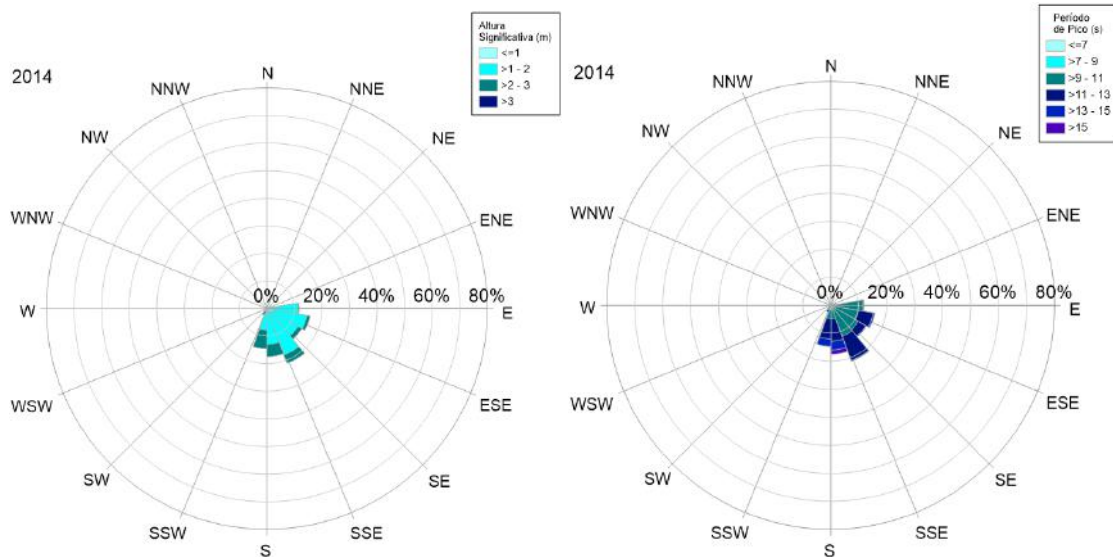 Altura
Significativa (m)
<=1
>1 - 2
>2 - 3
>3
2014
N
NNE
NE
ENE
E
ESE
SE
SSE
S
SSW
SW
WSW
W
WNW
NW
NNW
0% 20% 40% 60% 80%
Período
de Pico (s)
<=7
>7 - 9
>9 - 11
>11 - 13
>13 - 15
>15
2014
N
NNE
NE
ENE
E
ESE
SE
SSE
S
SSW
SW
WSW
W
WNW
NW
NNW
0% 20% 40% 60% 80%